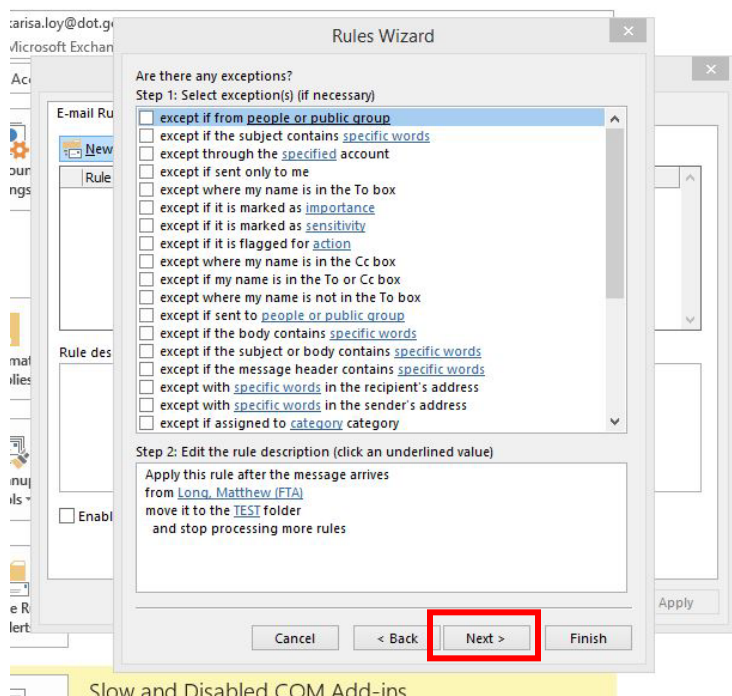 carisa.loy@dot.g
Microsoft Exchan
Rules Wizard
Are there any exceptions?
Step 1: Select exception(s) (if necessary)
except if from people or public group
except if the subject contains specific words
except through the specified account
except if sent only to me
except where my name is in the To box
except if it is marked as importance
except if it is marked as sensitivity
except if it is flagged for action
except where my name is in the Cc box
except if my name is in the To or Cc box
except where my name is not in the To box
except if sent to people or public group
except if the body contains specific words
except if the subject or body contains specific words
except if the message header contains specific words
except with specific words in the recipient's address
except with specific words in the sender's address
except if assigned to category category
Step 2: Edit the rule description (click an underlined value)
Apply this rule after the message arrives
from Long, Matthew (FTA)
move it to the TEST folder
and stop processing more rules
Cancel
< Back
Next >
Finish
E-mail Ru
New
Rule
Rule des
Enabl
Apply
Slow and Disabled COM Add-ins